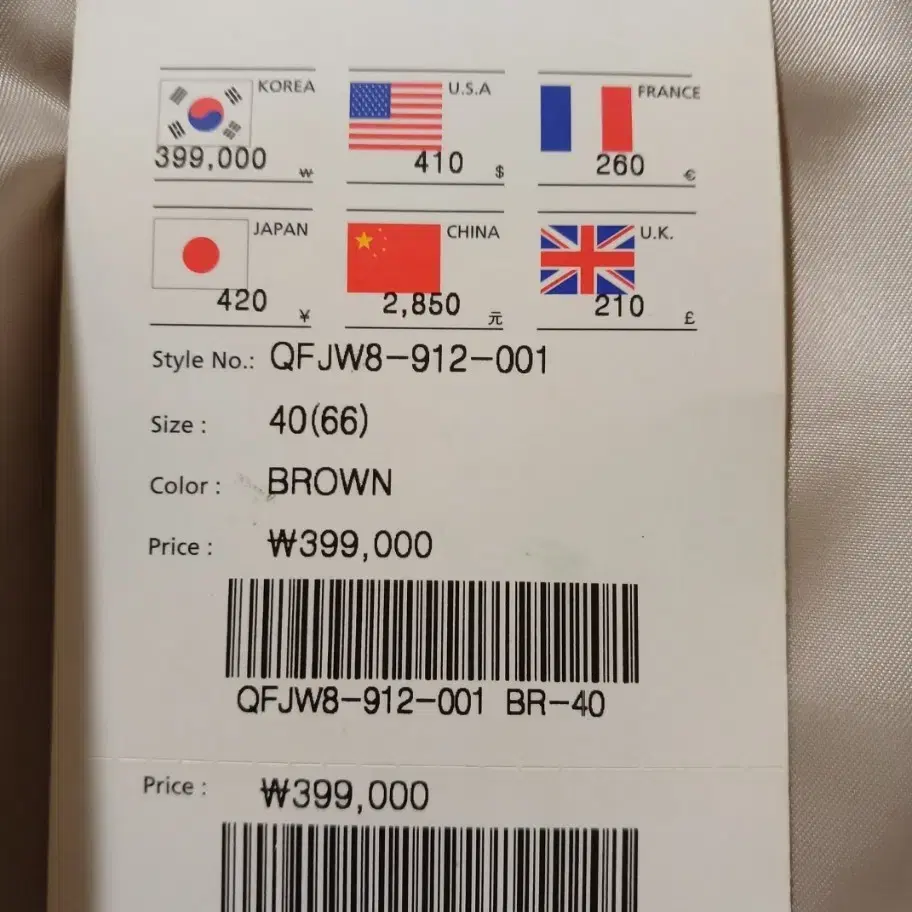 KOREA
399,000 ₩
U.S.A
410 $
FRANCE
260 €
JAPAN
420 ¥
CHINA
2,850 元
U.K.
210 £
Style No.: QFJW8-912-001
Size : 40(66)
Color : BROWN
Price : ₩399,000
QFJW8-912-001 BR-40
Price : ₩399,000